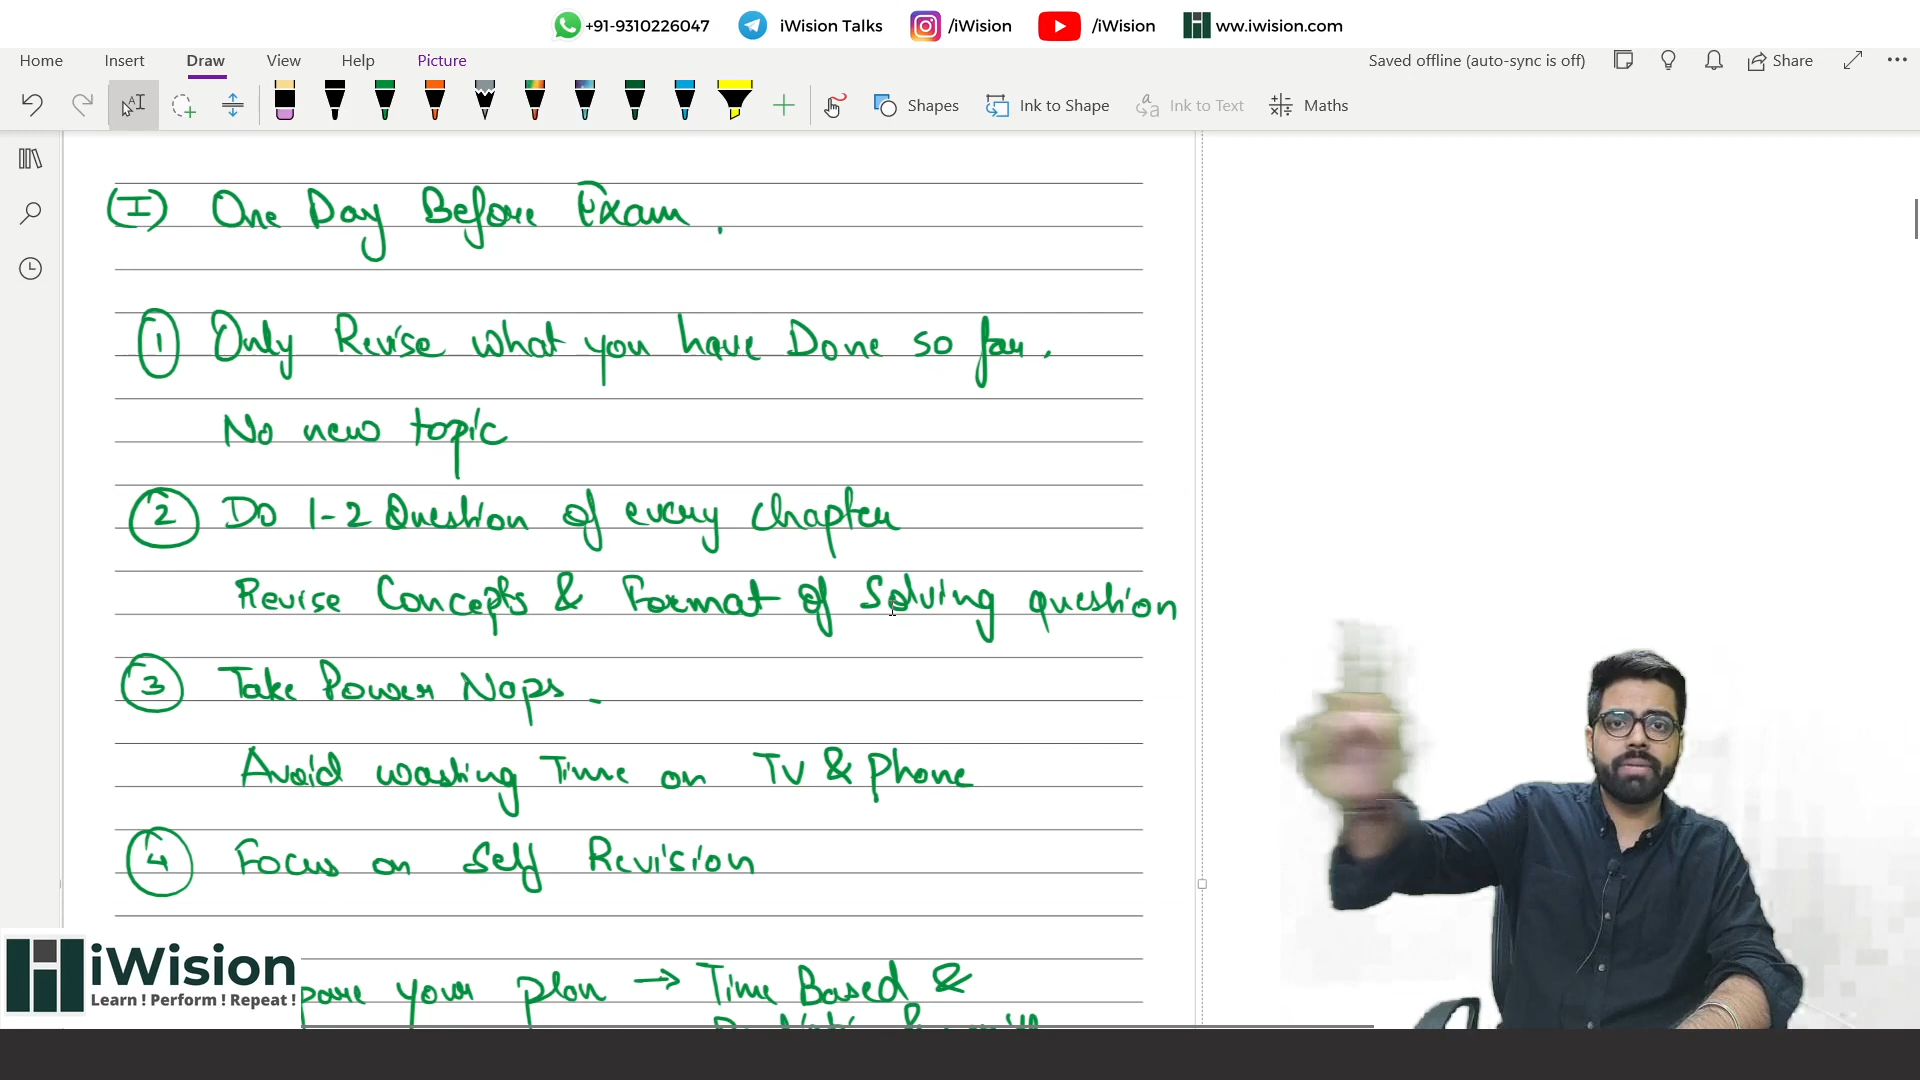 +91-9310226047 iWision Talks /iWision /iWision ww.iwision.com
Home Insert Draw View Help Picture Saved offline (auto-sync is off) Share
Shapes Ink to Shape Ink to Text Maths
(I) One Day Before Exam.
① Only Revise what you have Done so far.
No new topic
② Do 1-2 Question of every chapter
Revise Concepts & Format of Solving question
③ Take Power Naps.
Avoid wasting Time on TV & Phone
④ Focus on Self Revision
iWision
Learn ! Perform ! Repeat !
pare your plan → Time Based &